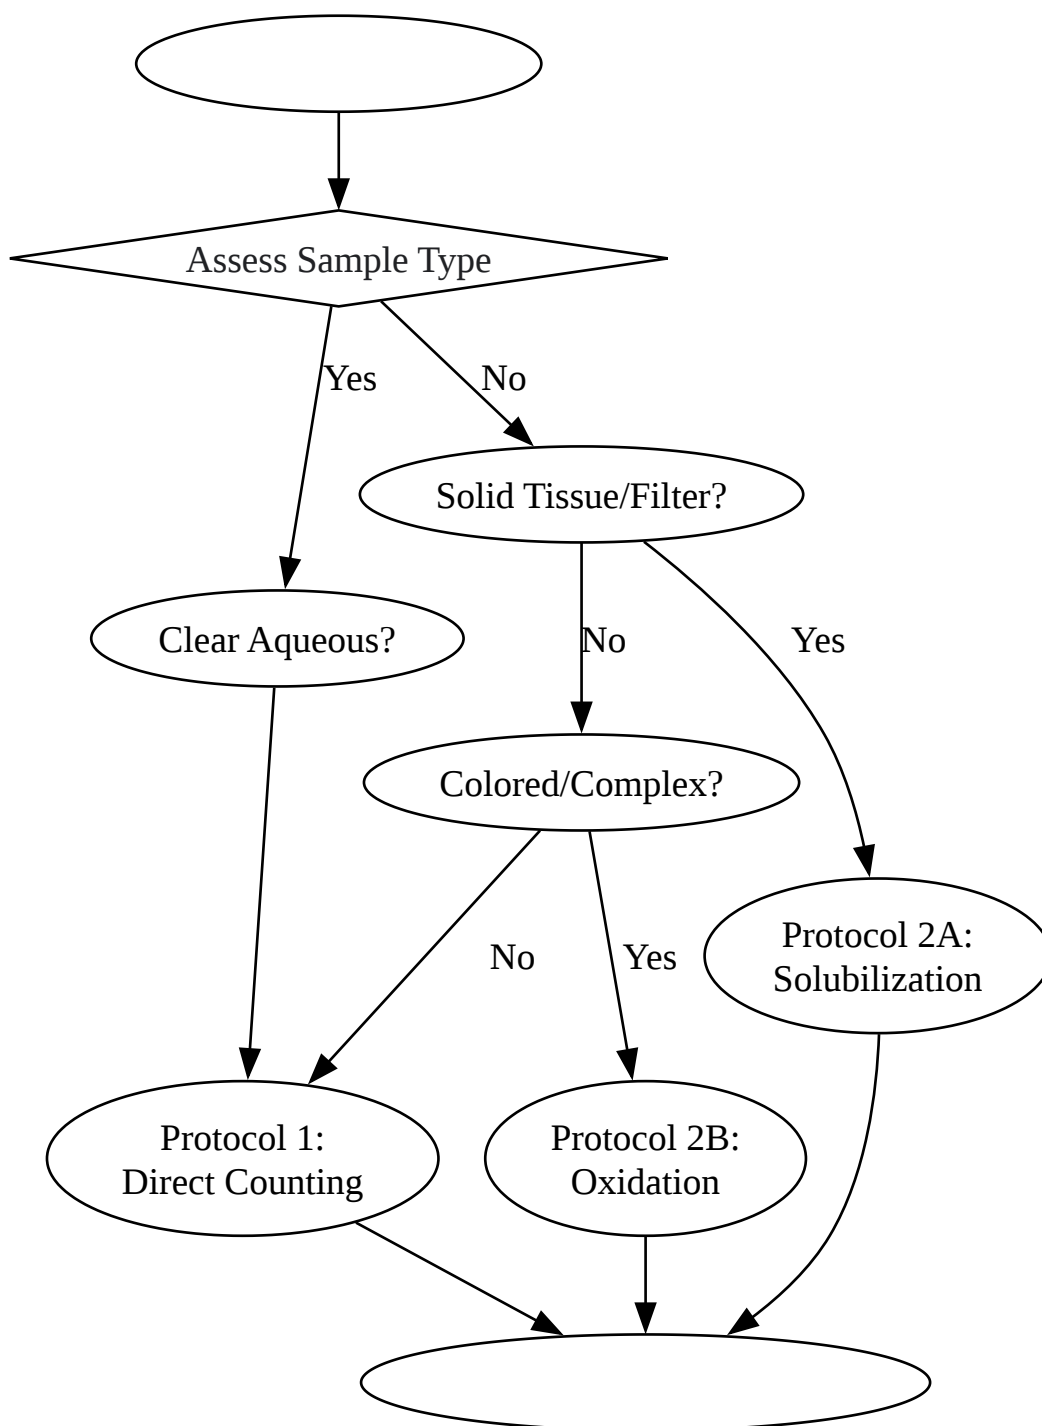 Assess Sample Type
Yes
No
Solid Tissue/Filter?
Clear Aqueous?
No
Yes
Colored/Complex?
Protocol 2A:
Solubilization
No
Yes
Protocol 1:
Direct Counting
Protocol 2B:
Oxidation